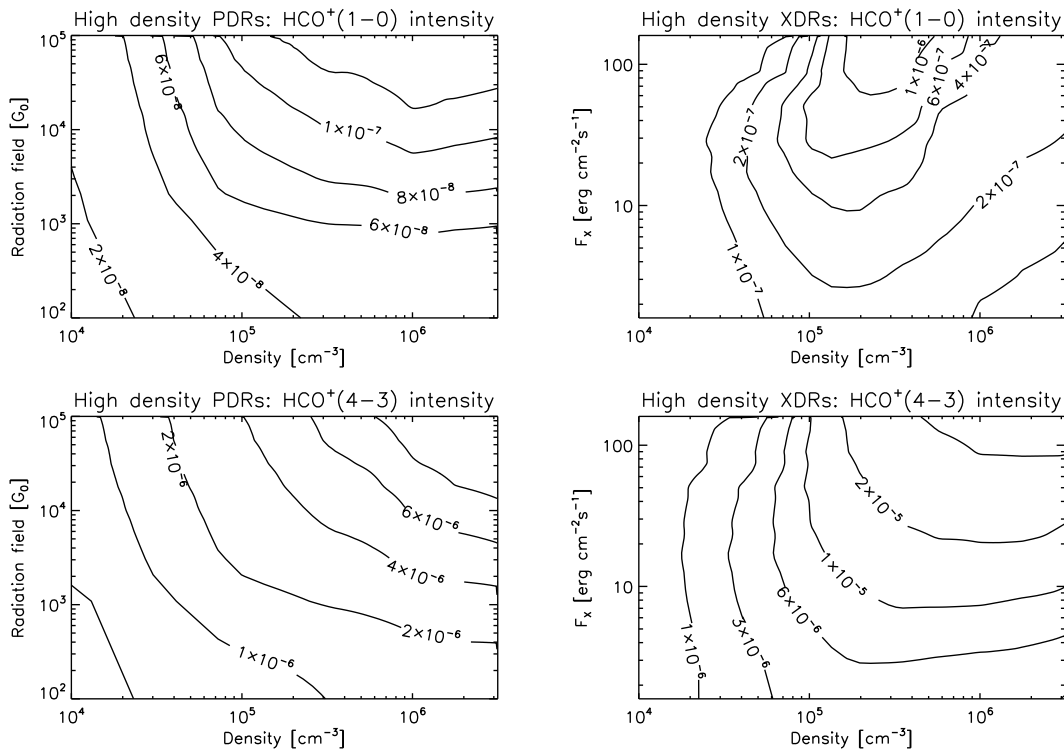 High density PDRs: HCO⁺(1−0) intensity
10⁵
10⁴
10³
10²
Radiation field [G₀]
6×10⁻⁸
1×10⁻⁷
8×10⁻⁸
6×10⁻⁸
4×10⁻⁸
2×10⁻⁸
10⁴ 10⁵ 10⁶
Density [cm⁻³]
High density XDRs: HCO⁺(1−0) intensity
100
10
Fₓ [erg cm⁻²s⁻¹]
1×10⁻⁶
6×10⁻⁷
4×10⁻⁷
2×10⁻⁷
2×10⁻⁷
1×10⁻⁷
10⁴ 10⁵ 10⁶
Density [cm⁻³]
High density PDRs: HCO⁺(4−3) intensity
10⁵
10⁴
10³
10²
Radiation field [G₀]
2×10⁻⁶
6×10⁻⁶
4×10⁻⁶
2×10⁻⁶
1×10⁻⁶
10⁴ 10⁵ 10⁶
Density [cm⁻³]
High density XDRs: HCO⁺(4−3) intensity
100
10
Fₓ [erg cm⁻²s⁻¹]
2×10⁻⁵
1×10⁻⁵
6×10⁻⁶
3×10⁻⁶
1×10⁻⁶
10⁴ 10⁵ 10⁶
Density [cm⁻³]